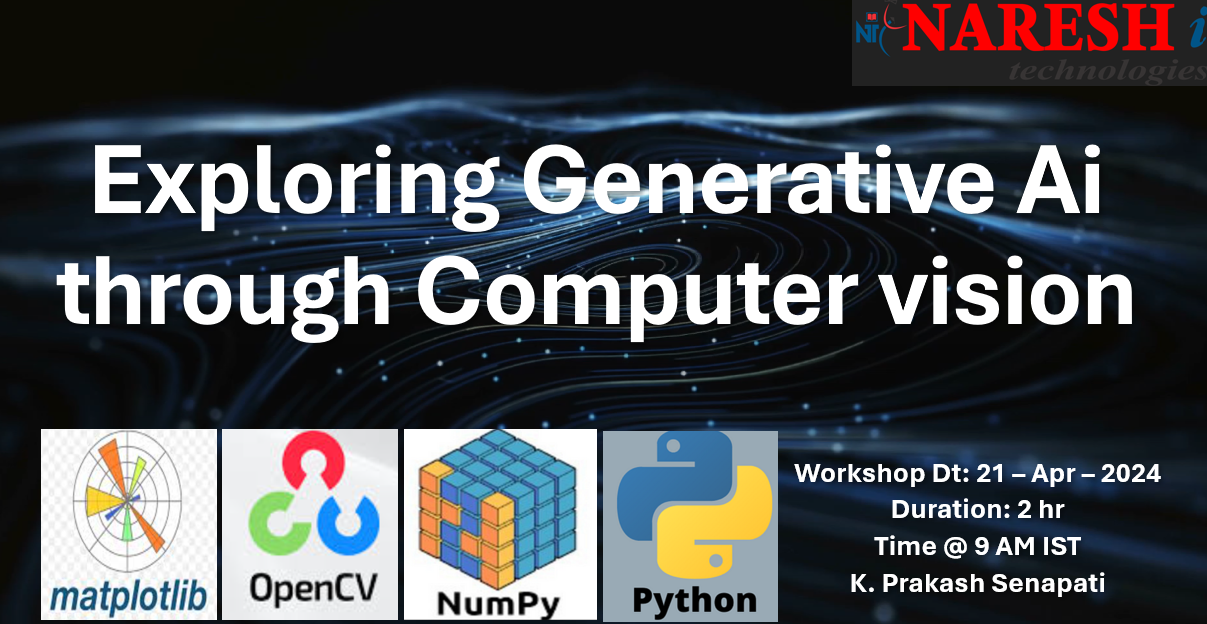 NARESH i
technologies
Exploring Generative Ai
through Computer vision
matplotlib
OpenCV
NumPy
Python
Workshop Dt: 21 – Apr – 2024
Duration: 2 hr
Time @ 9 AM IST
K. Prakash Senapati